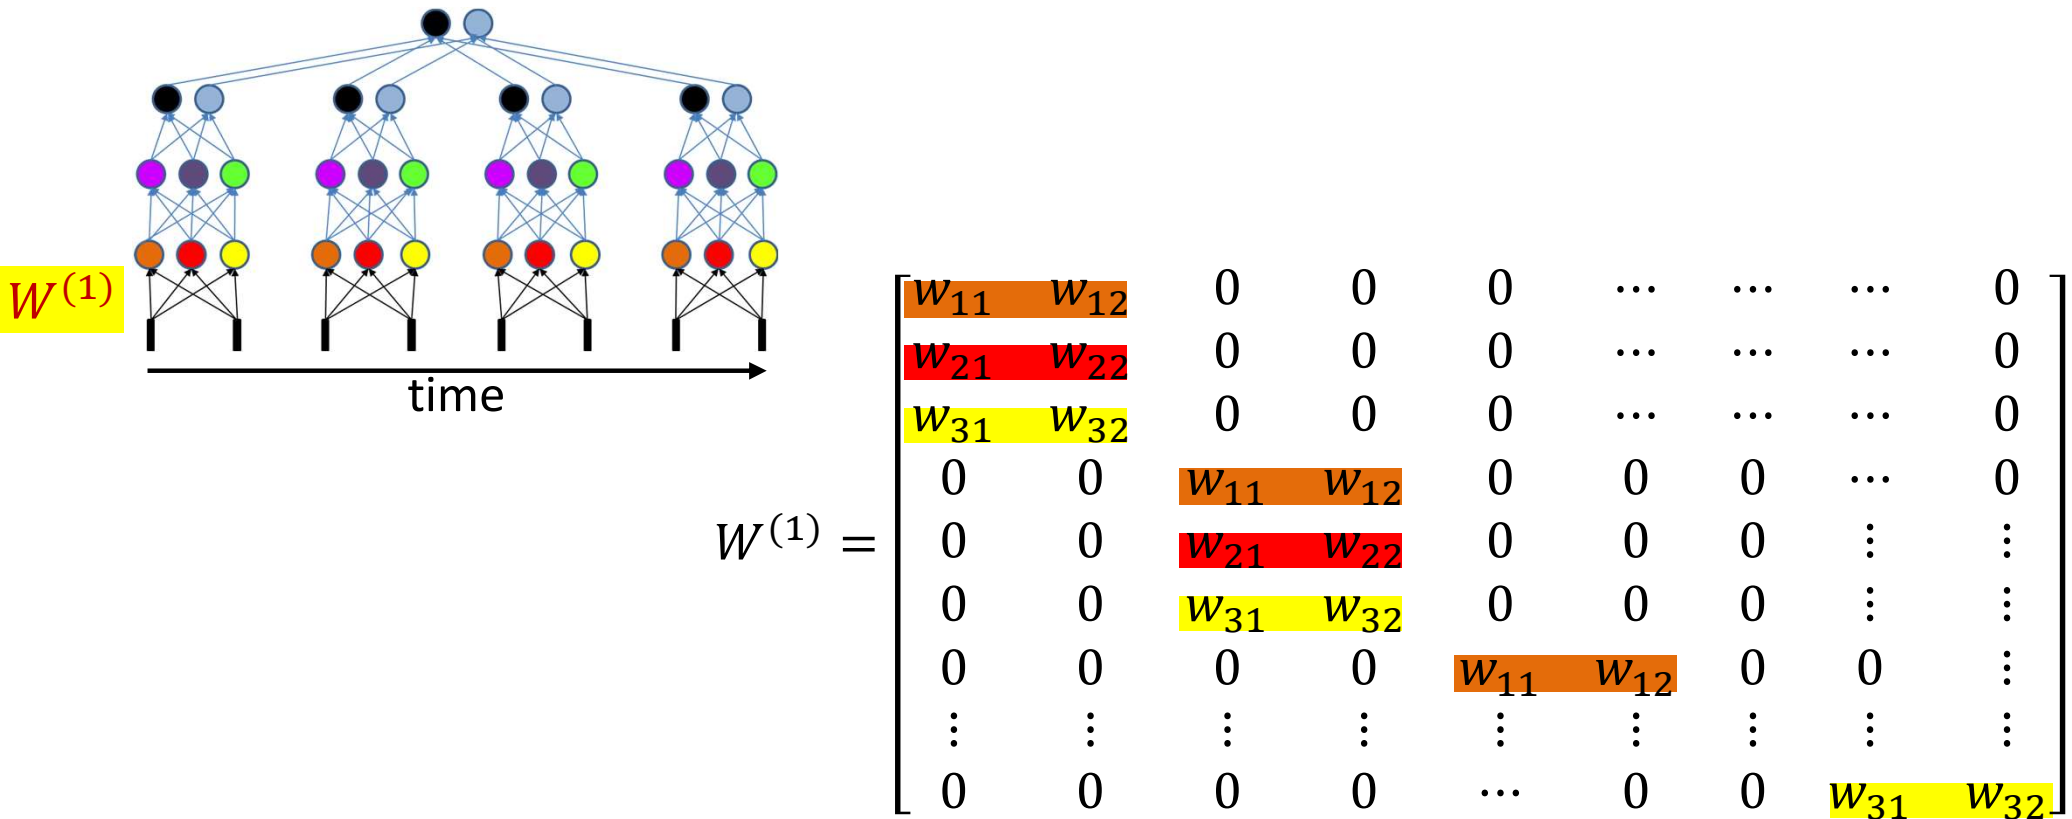 W^(1)
time
W^(1) =
w11 w12 0 0 0 ⋯ ⋯ ⋯ 0
w21 w22 0 0 0 ⋯ ⋯ ⋯ 0
w31 w32 0 0 0 ⋯ ⋯ ⋯ 0
0 0 w11 w12 0 0 0 ⋯ 0
0 0 w21 w22 0 0 0 ⋮ ⋮
0 0 w31 w32 0 0 0 ⋮ ⋮
0 0 0 0 w11 w12 0 0 ⋮
⋮ ⋮ ⋮ ⋮ ⋮ ⋮ ⋮ ⋮ ⋮
0 0 0 0 ⋯ 0 0 w31 w32